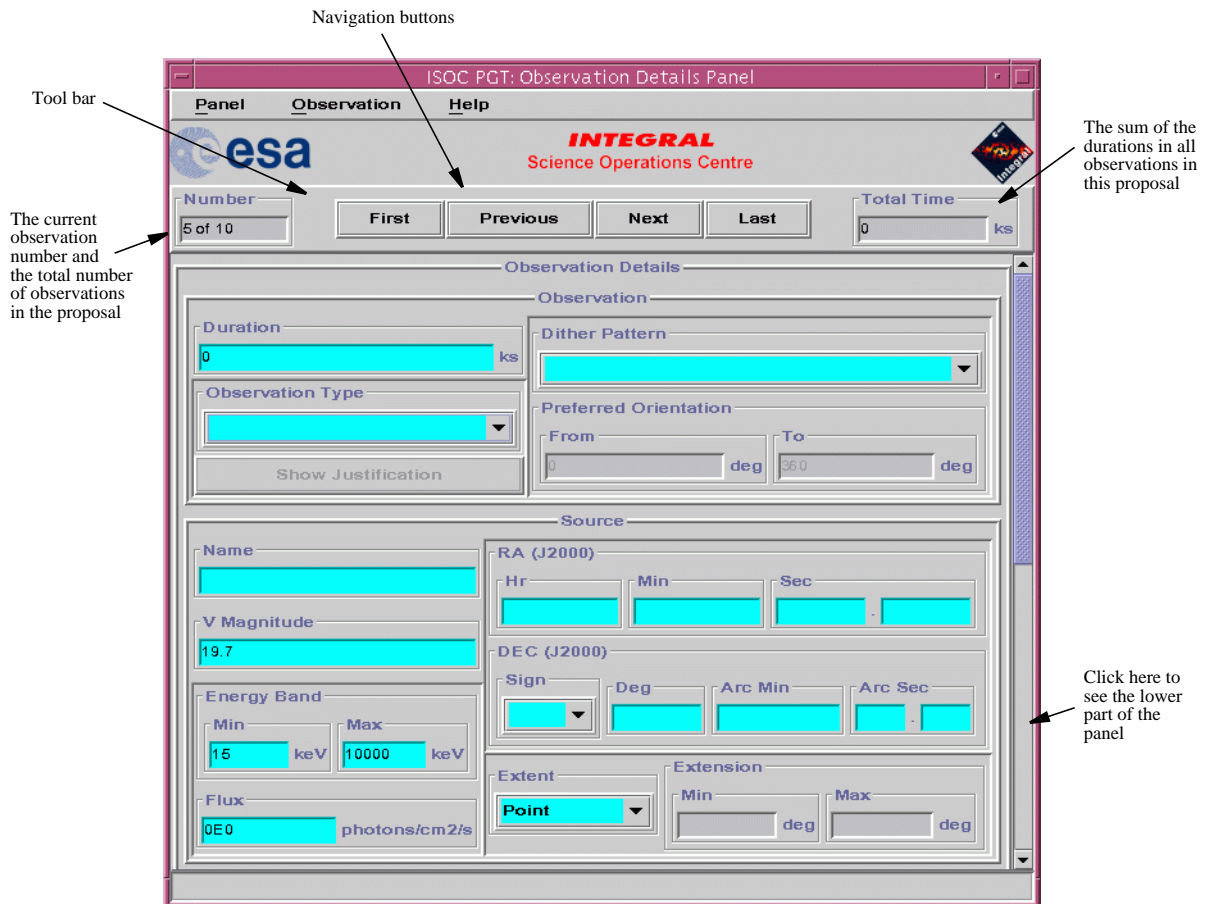 Navigation buttons
ISOC PGT: Observation Details Panel
Tool bar
Panel Observation Help
esa
INTEGRAL
Science Operations Centre
Integral
The sum of the
durations in all
observations in
this proposal
The current
observation
number and
the total number
of observations
in the proposal
Number
5 of 10
First Previous Next Last
Total Time
0 ks
Observation Details
Observation
Duration
0 ks
Dither Pattern
Observation Type
Show Justification
Preferred Orientation
From To
0 deg 360 deg
Source
Name
V Magnitude
19.7
RA (J2000)
Hr Min Sec
.
DEC (J2000)
Sign Deg Arc Min Arc Sec
.
Energy Band
Min Max
15 keV 10000 keV
Flux
0E0 photons/cm2/s
Extent
Point
Extension
Min Max
deg deg
Click here to
see the lower
part of the
panel